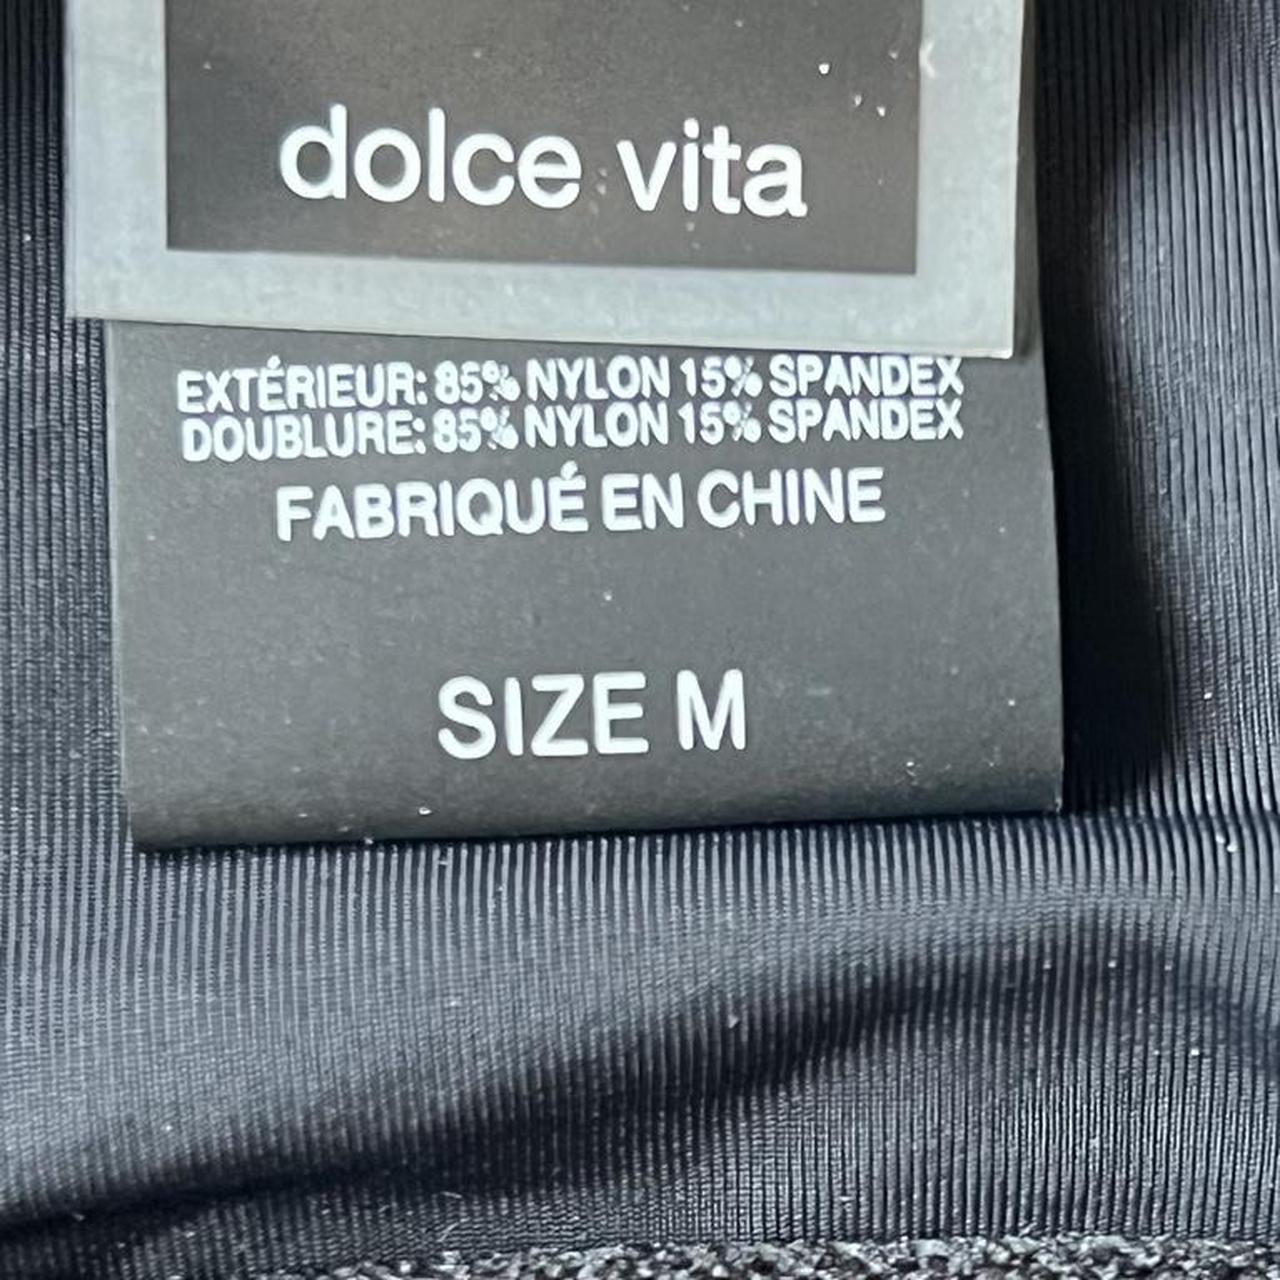 dolce vita
EXTÉRIEUR: 85% NYLON 15% SPANDEX
DOUBLURE: 85% NYLON 15% SPANDEX
FABRIQUÉ EN CHINE
SIZE M